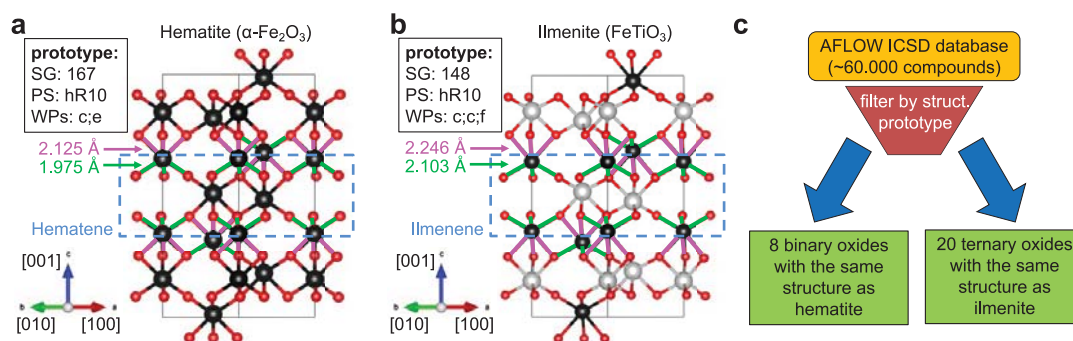 a
Hematite (α-Fe₂O₃)
prototype:
SG: 167
PS: hR10
WPs: c;e
2.125 Å
1.975 Å
Hematene
[001]
c
b
a
[010]
[100]
b
Ilmenite (FeTiO₃)
prototype:
SG: 148
PS: hR10
WPs: c;c,f
2.246 Å
2.103 Å
Ilmenene
[001]
c
b
a
[010]
[100]
c
AFLOW ICSD database
(~60.000 compounds)
filter by struct.
prototype
8 binary oxides
with the same
structure as
hematite
20 ternary oxides
with the same
structure as
ilmenite